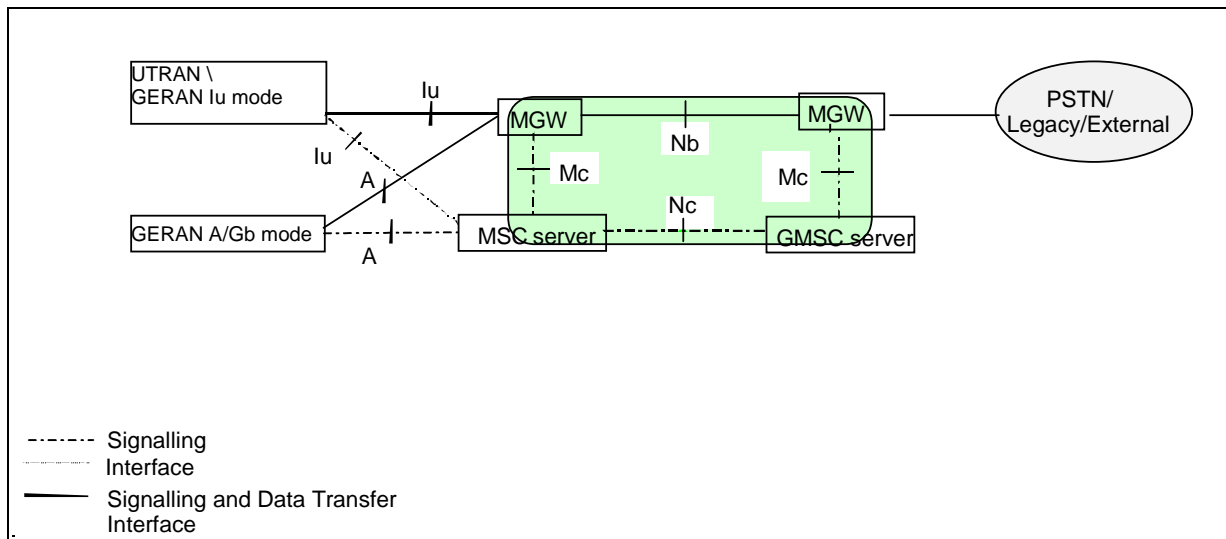 UTRAN \
GERAN Iu mode
Iu
MGW
MGW
PSTN/
Legacy/External
Nb
Iu
Mc
Mc
A
Nc
GERAN A/Gb mode
MSC server
GMSC server
A
Signalling
Interface
Signalling and Data Transfer
Interface